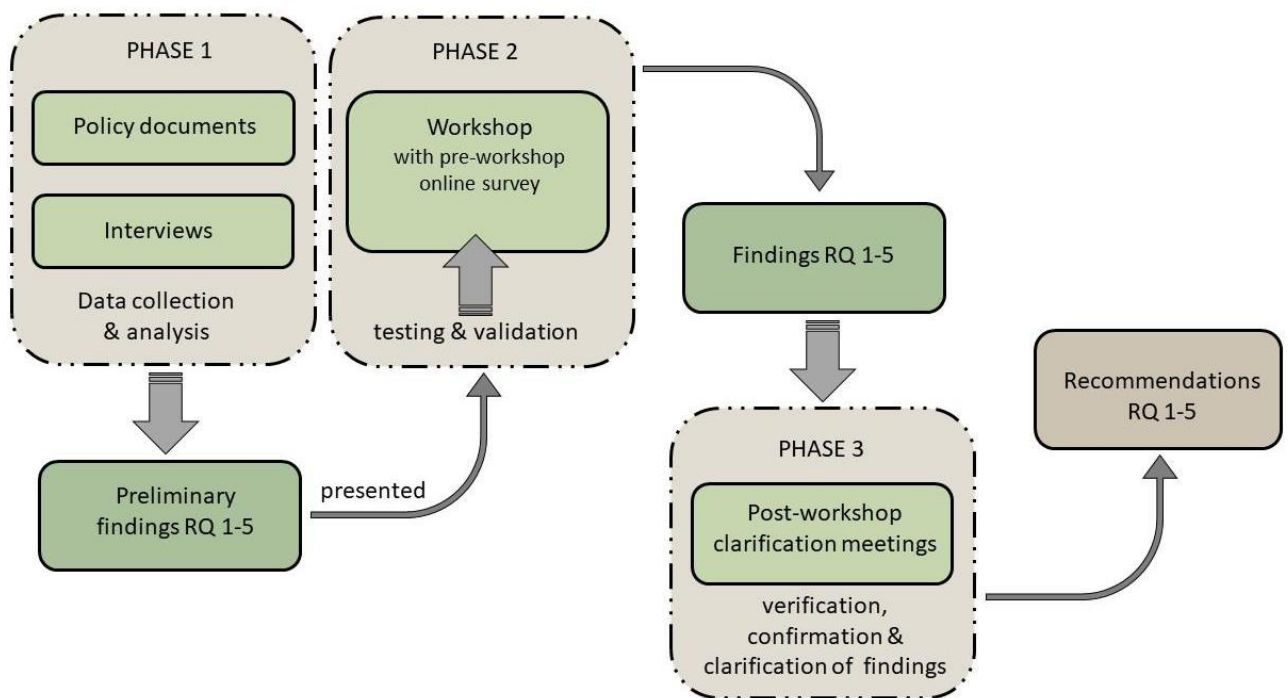 PHASE 1
Policy documents
Interviews
Data collection
& analysis
Preliminary
findings RQ 1-5
presented
PHASE 2
Workshop
with pre-workshop
online survey
testing & validation
Findings RQ 1-5
PHASE 3
Post-workshop
clarification meetings
verification,
confirmation &
clarification of findings
Recommendations
RQ 1-5